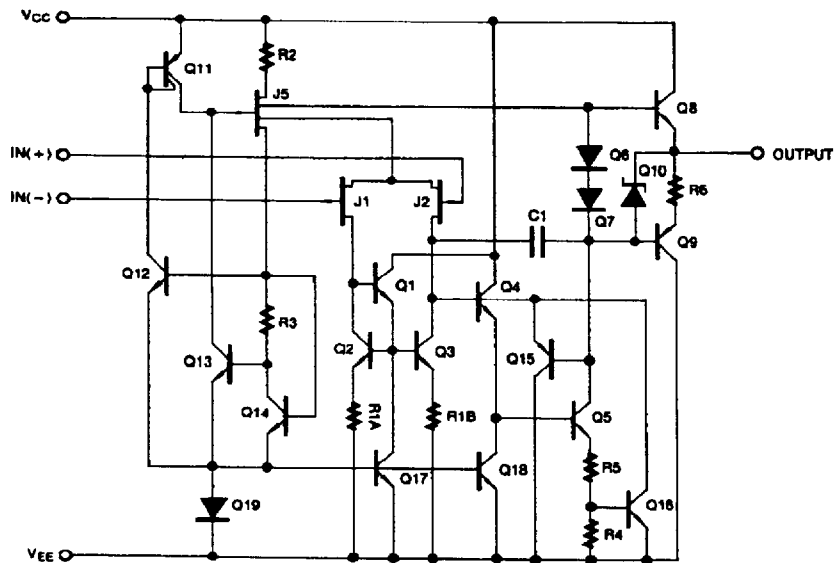 VCC
R2
Q11
J5
Q8
IN(+)
Q6
Q10
OUTPUT
IN(−)
J1
J2
Q7
R6
C1
Q9
Q12
Q1
Q4
R3
Q2
Q3
Q15
Q13
Q14
R1A
R1B
Q5
R5
Q17
Q18
Q16
Q19
R4
VEE